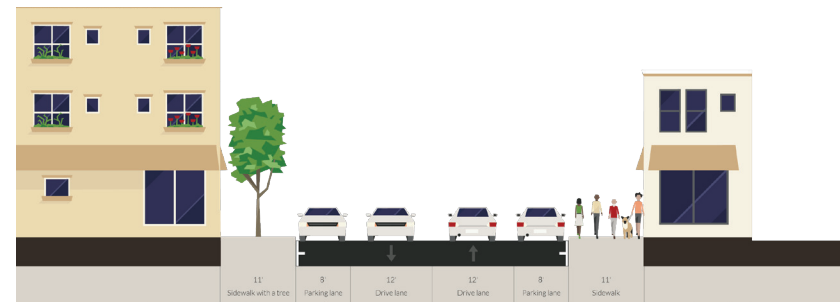 11' 8' 12' 12' 8' 11'
Sidewalk with a tree Parking lane Drive lane Drive lane Parking lane Sidewalk